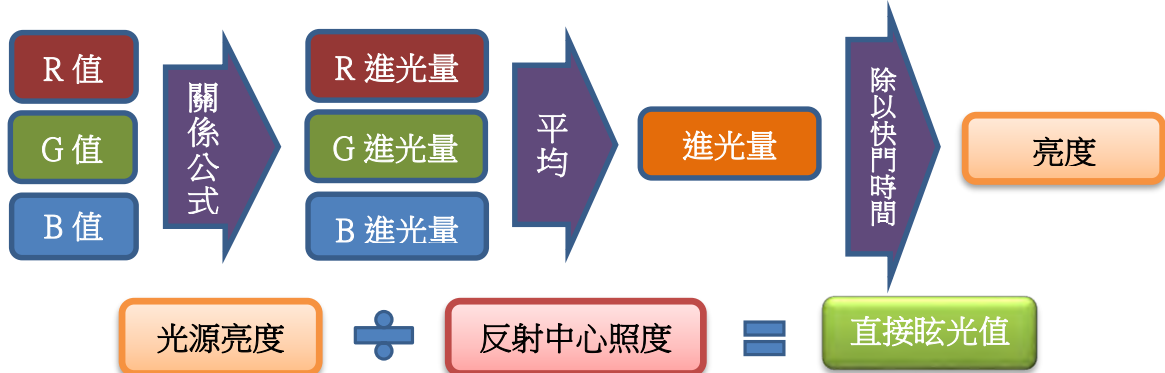 R 值
G 值
B 值
關係公式
R 進光量
G 進光量
B 進光量
平均
進光量
除以快門時間
亮度
光源亮度
÷
反射中心照度
=
直接眩光值